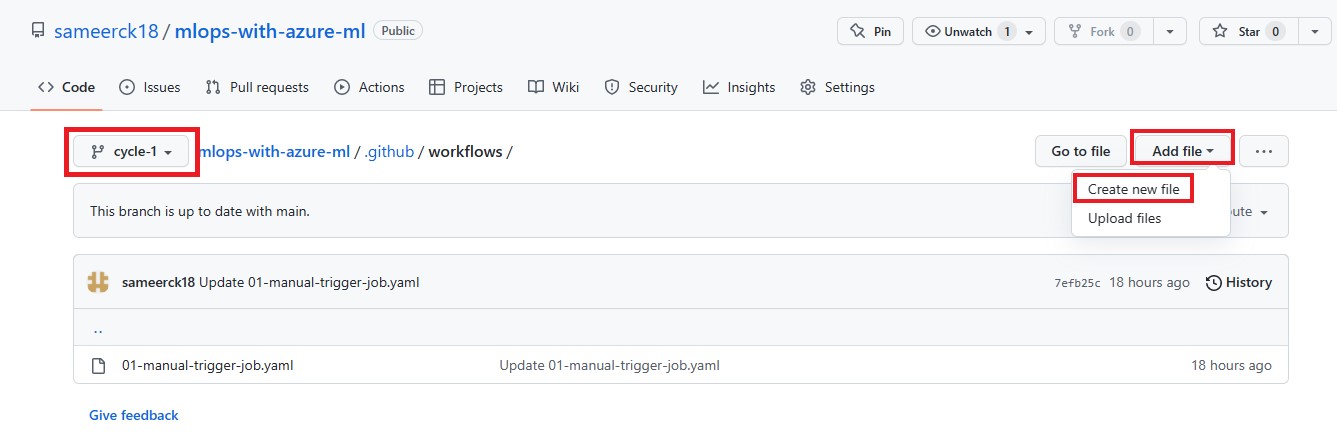 sameerck18 / mlops-with-azure-ml Public Pin Unwatch 1 Fork 0 Star 0
Code Issues Pull requests Actions Projects Wiki Security Insights Settings
cycle-1 mlops-with-azure-ml / .github / workflows / Go to file Add file ...
Create new file
This branch is up to date with main.
Upload files
sameerck18 Update 01-manual-trigger-job.yaml 7efb25c 18 hours ago History
..
01-manual-trigger-job.yaml Update 01-manual-trigger-job.yaml 18 hours ago
Give feedback